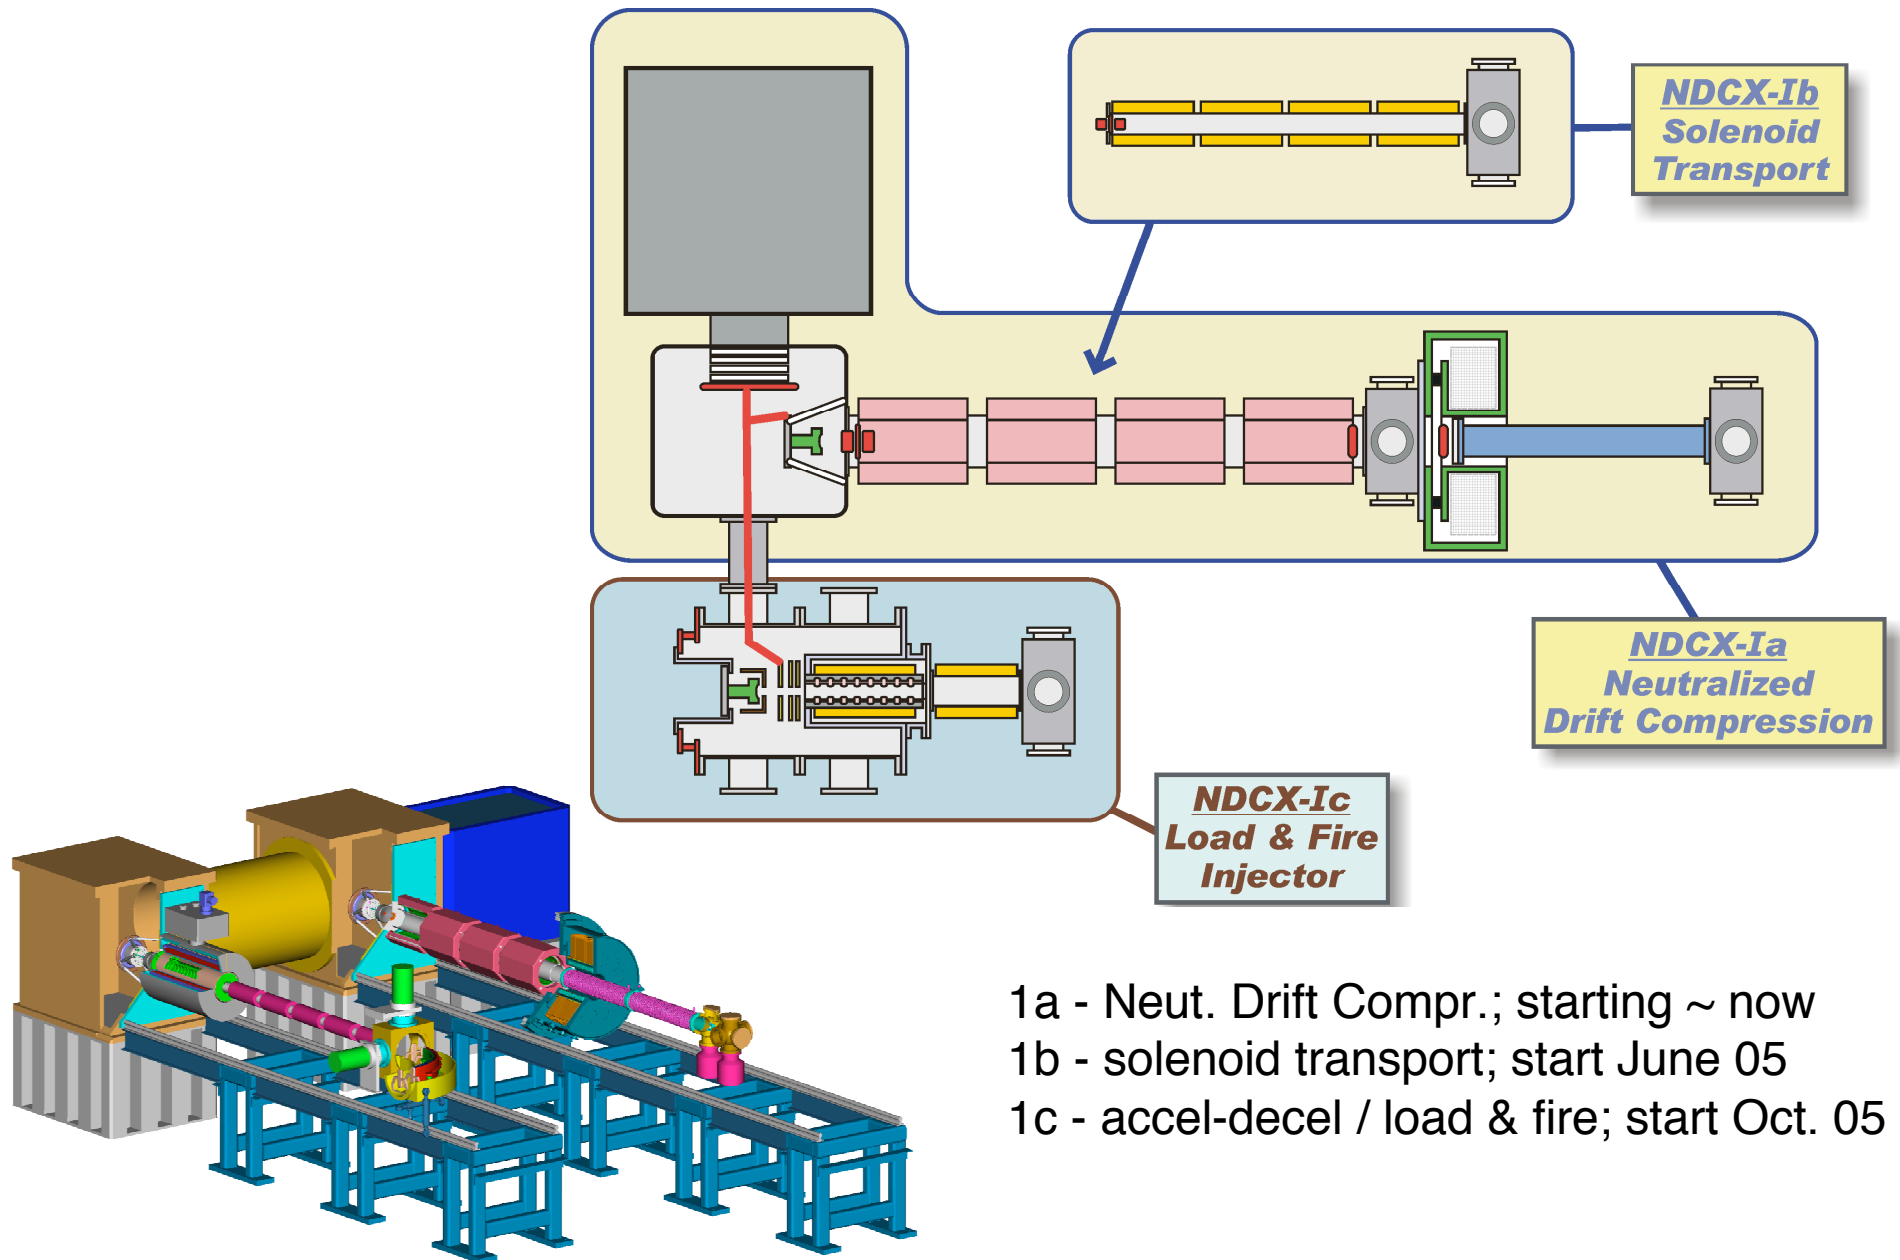 NDCX-Ib
Solenoid
Transport
NDCX-Ia
Neutralized
Drift Compression
NDCX-Ic
Load & Fire
Injector
1a - Neut. Drift Compr.; starting ~ now
1b - solenoid transport; start June 05
1c - accel-decel / load & fire; start Oct. 05